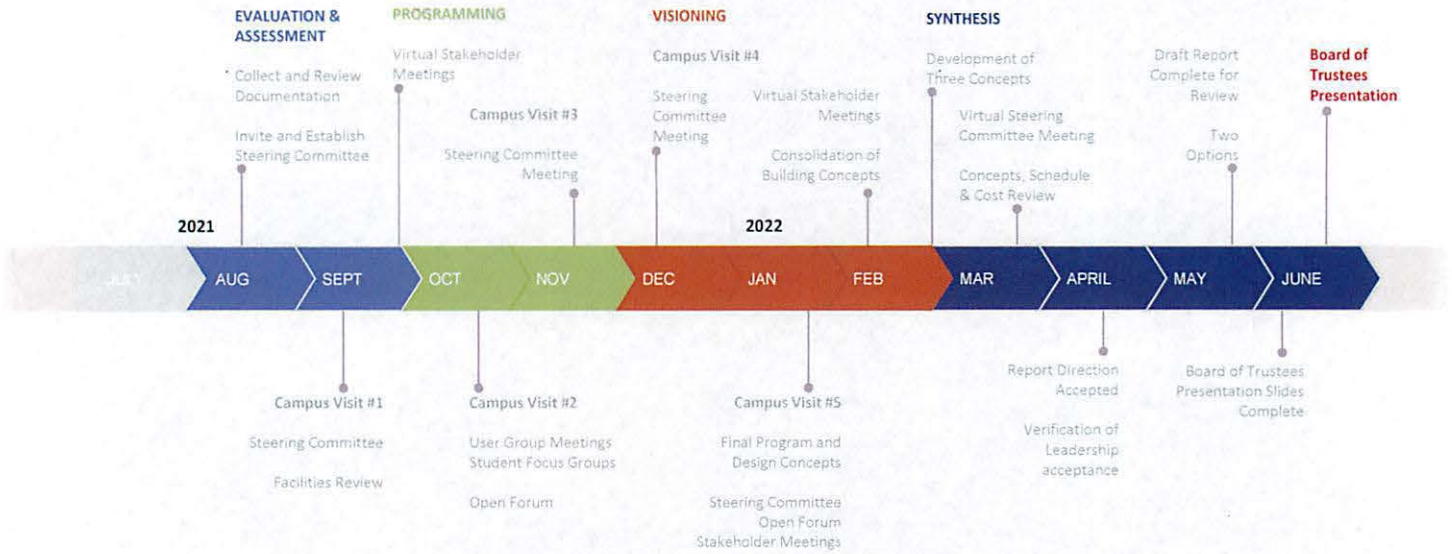 EVALUATION &
ASSESSMENT
Collect and Review
Documentation
Invite and Establish
Steering Committee
PROGRAMMING
Virtual Stakeholder
Meetings
Campus Visit #3
Steering Committee
Meeting
VISIONING
Campus Visit #4
Steering
Committee
Meeting
Virtual Stakeholder
Meetings
Consolidation of
Building Concepts
SYNTHESIS
Development of
Three Concepts
Virtual Steering
Committee Meeting
Concepts, Schedule
& Cost Review
Draft Report
Complete for
Review
Two
Options
Board of
Trustees
Presentation
2021
2022
JULY
AUG
SEPT
OCT
NOV
DEC
JAN
FEB
MAR
APRIL
MAY
JUNE
Campus Visit #1
Steering Committee
Facilities Review
Campus Visit #2
User Group Meetings
Student Focus Groups
Open Forum
Campus Visit #5
Final Program and
Design Concepts
Steering Committee
Open Forum
Stakeholder Meetings
Report Direction
Accepted
Verification of
Leadership
acceptance
Board of Trustees
Presentation Slides
Complete